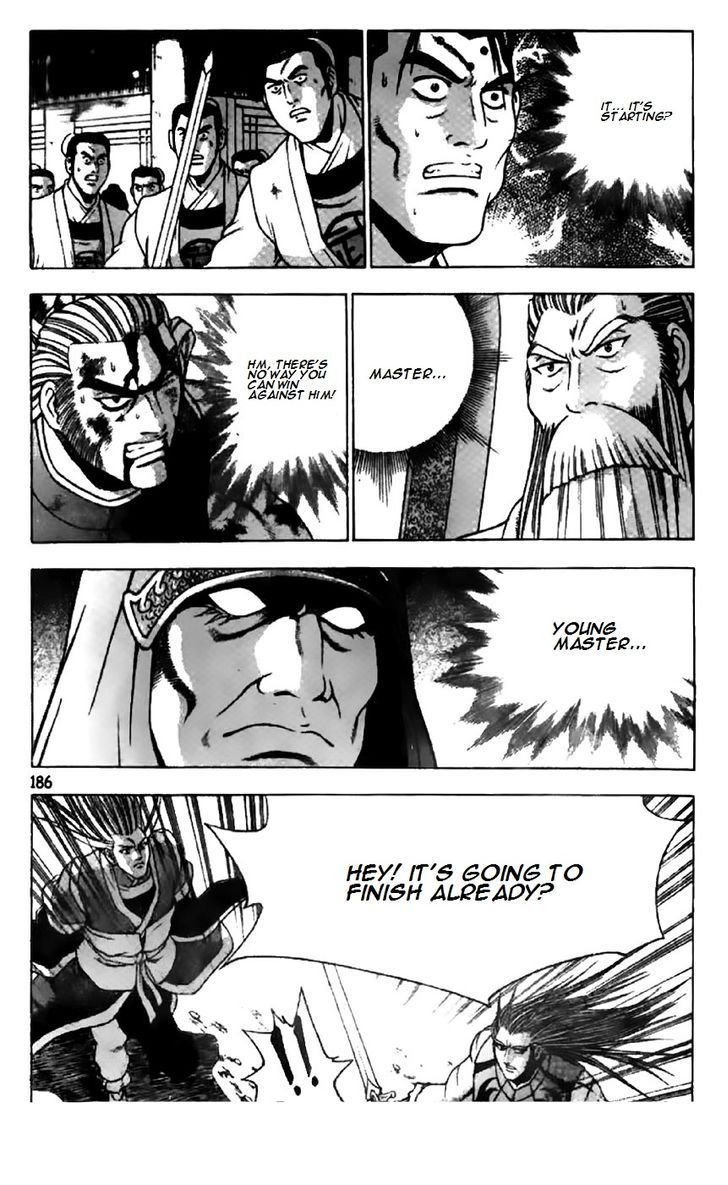 IT... IT'S
STARTING?
HM, THERE'S
NO WAY YOU
CAN WIN
AGAINST HIM!
MASTER...
YOUNG
MASTER...
186
HEY! IT'S GOING TO
FINISH ALREADY?
!!